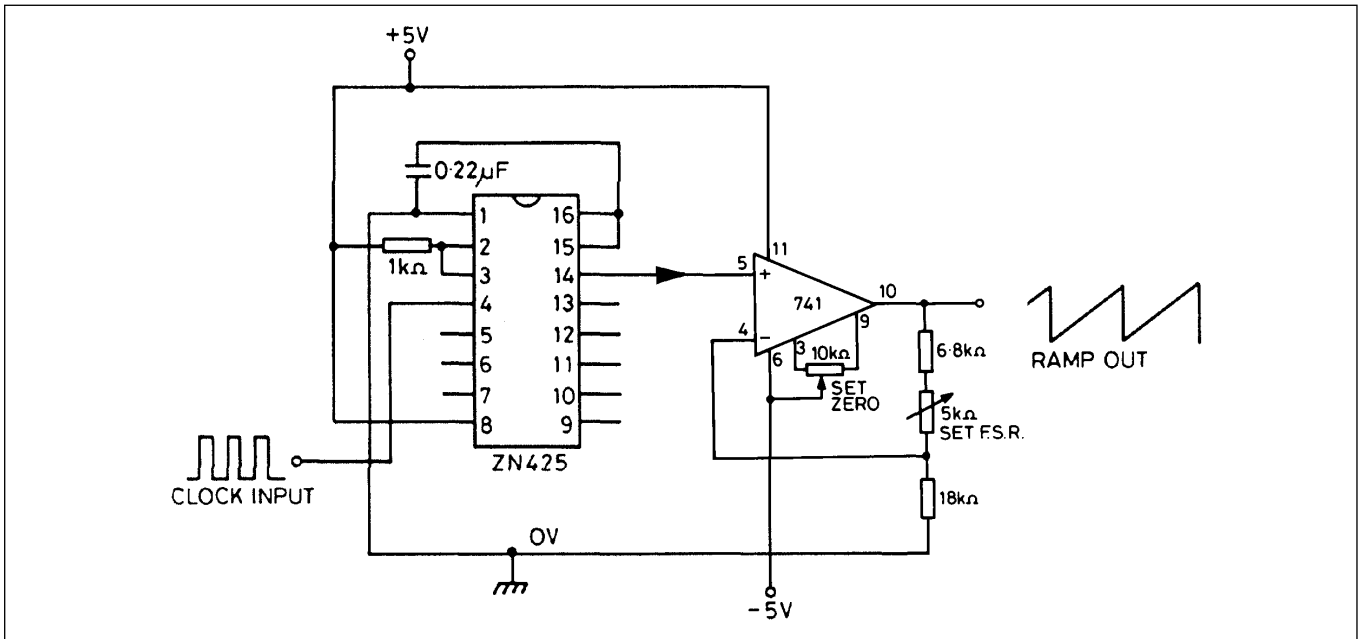 +5V
0·22μF
1kΩ
1
2
3
4
5
6
7
8
16
15
14
13
12
11
10
9
ZN425
CLOCK INPUT
0V
5
+
4
-
741
11
10
9
3
6
10kΩ
SET
ZERO
-5V
6·8kΩ
5kΩ
SET F.S.R.
18kΩ
RAMP OUT